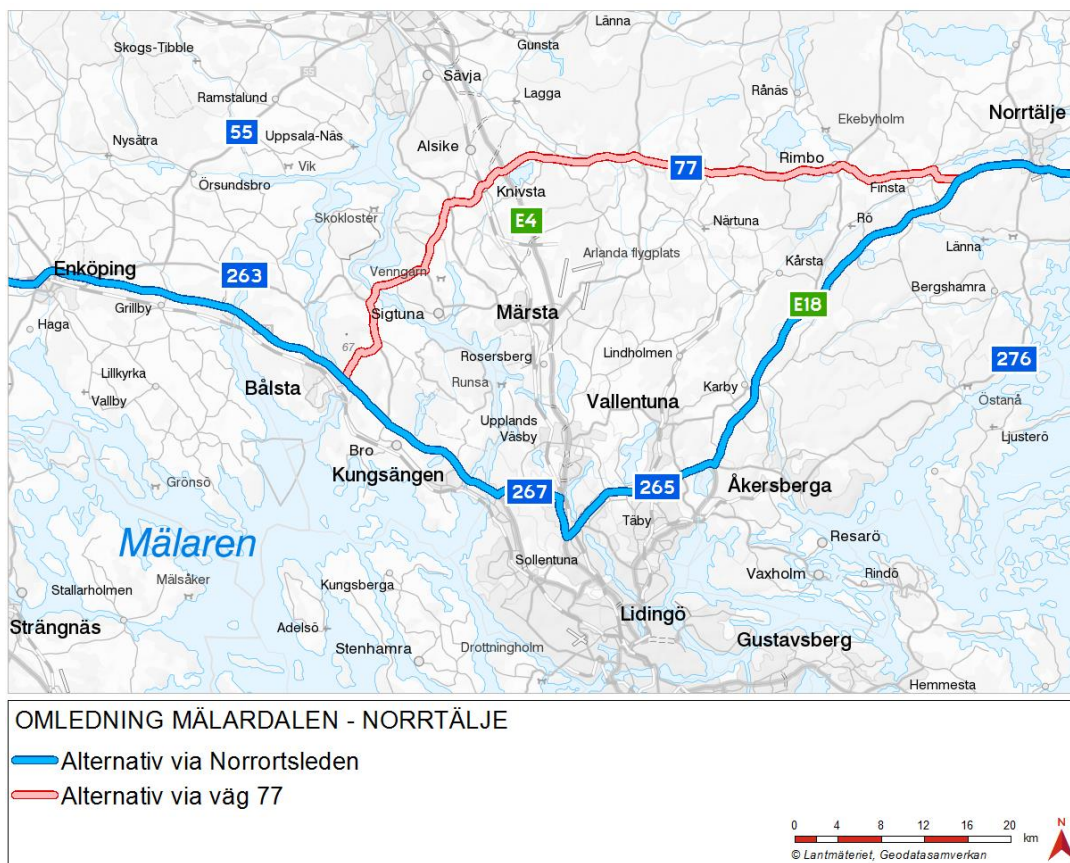 Länna
Skogs-Tibble
Gunsta
Sävja
Lagga
Rånäs
Ramstalund
55
Norrtälje
Ekebyholm
Nysätra
55
Uppsala-Näs
Alsike
Rimbo
Vik
77
Örsundsbro
Knivsta
Finsta
Skokloster
E4
Närtuna
Rö
Länna
Arlanda flygplats
Enköping
263
Venngarn
Kårsta
Bergshamra
Grillby
E18
Haga
Sigtuna
Märsta
67
Rosersberg
Lindholmen
276
Lillkyrka
Bålsta
Runsa
Karby
Vallby
Vallentuna
Östanå
Upplands
Väsby
Ljusterö
Bro
Kungsängen
Grönsö
267
265
Åkersberga
Täby
Mälaren
Sollentuna
Resarö
Mälsåker
Kungsberga
Vaxholm
Rindö
Stallarholmen
Strängnäs
Adelsö
Lidingö
Stenhamra
Drottningholm
Gustavsberg
Hemmesta
OMLEDNING MÄLARDALEN - NORRTÄLJE
Alternativ via Norrortsleden
Alternativ via väg 77
N
0 4 8 12 16 20
km
© Lantmäteriet, Geodatasamverkan